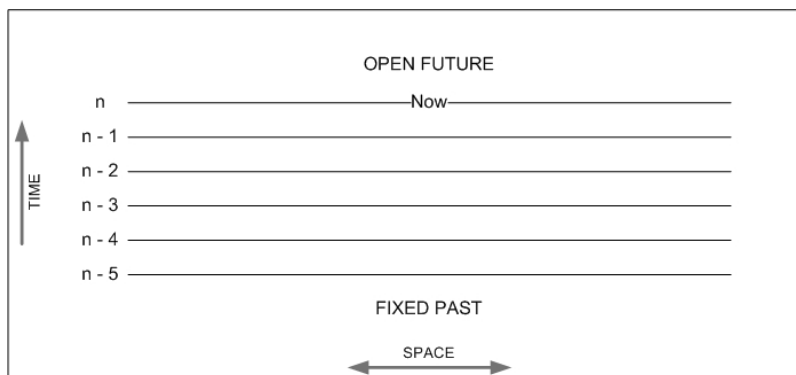 OPEN FUTURE
n Now
n - 1
n - 2
n - 3
n - 4
n - 5
TIME
FIXED PAST
SPACE